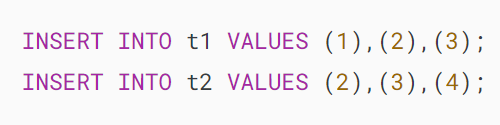 INSERT INTO t1 VALUES (1),(2),(3);
INSERT INTO t2 VALUES (2),(3),(4);